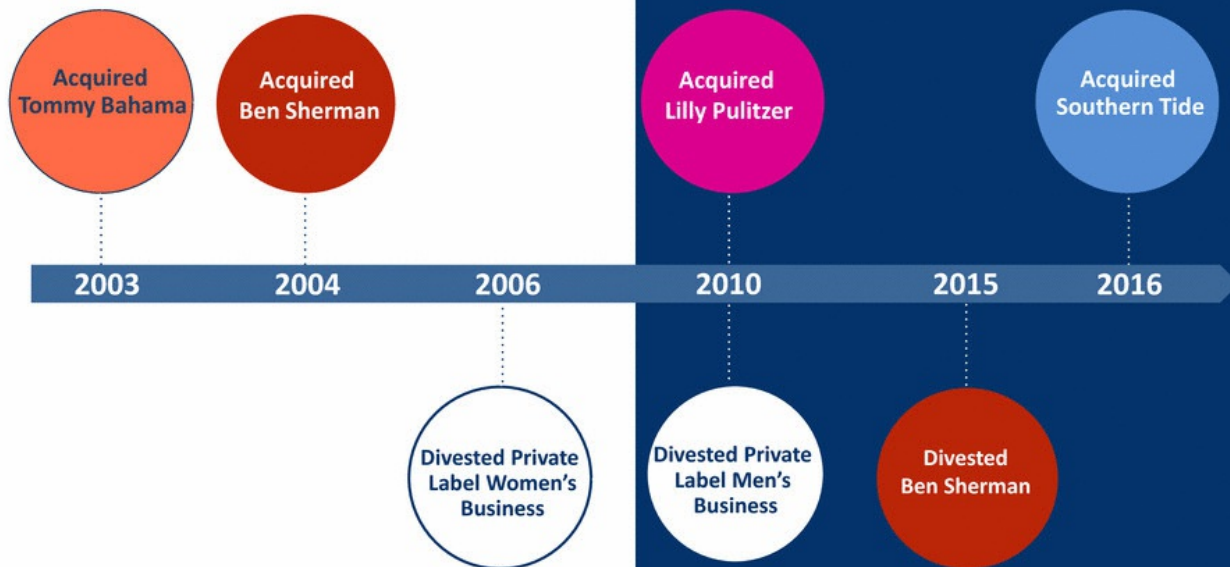 Acquired
Tommy Bahama
Acquired
Ben Sherman
Acquired
Lilly Pulitzer
Acquired
Southern Tide
2003
2004
2006
2010
2015
2016
Divested Private
Label Women's
Business
Divested Private
Label Men's
Business
Divested
Ben Sherman